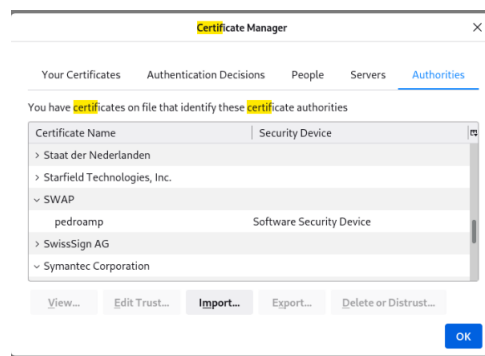 Certificate Manager
Your Certificates Authentication Decisions People Servers Authorities
You have certificates on file that identify these certificate authorities
Certificate Name Security Device
Staat der Nederlanden
Starfield Technologies, Inc.
SWAP
pedroamp Software Security Device
SwissSign AG
Symantec Corporation
View... Edit Trust... Import... Export... Delete or Distrust...
OK